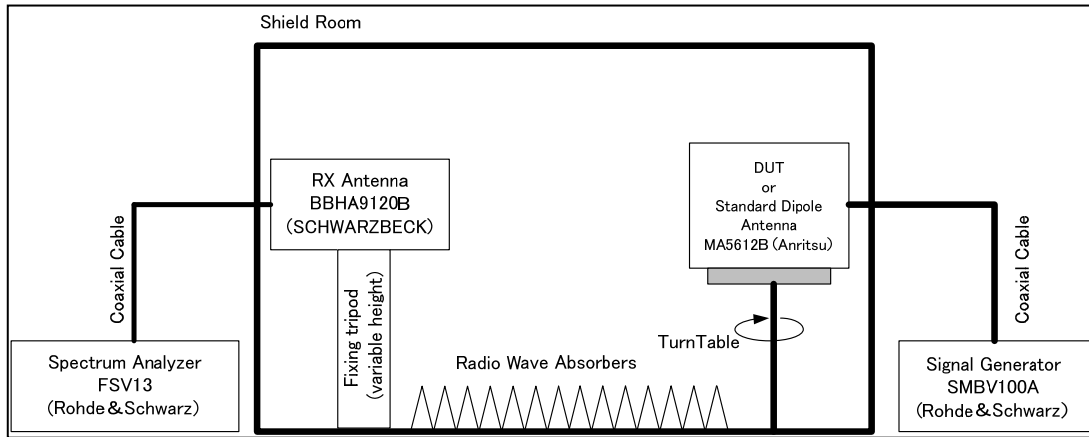 Shield Room
RX Antenna
BBHA9120B
(SCHWARZBECK)
DUT
or
Standard Dipole
Antenna
MA5612B (Anritsu)
Coaxial Cable
Fixing tripod
(variable height)
TurnTable
Coaxial Cable
Spectrum Analyzer
FSV13
(Rohde&Schwarz)
Radio Wave Absorbers
Signal Generator
SMBV100A
(Rohde&Schwarz)